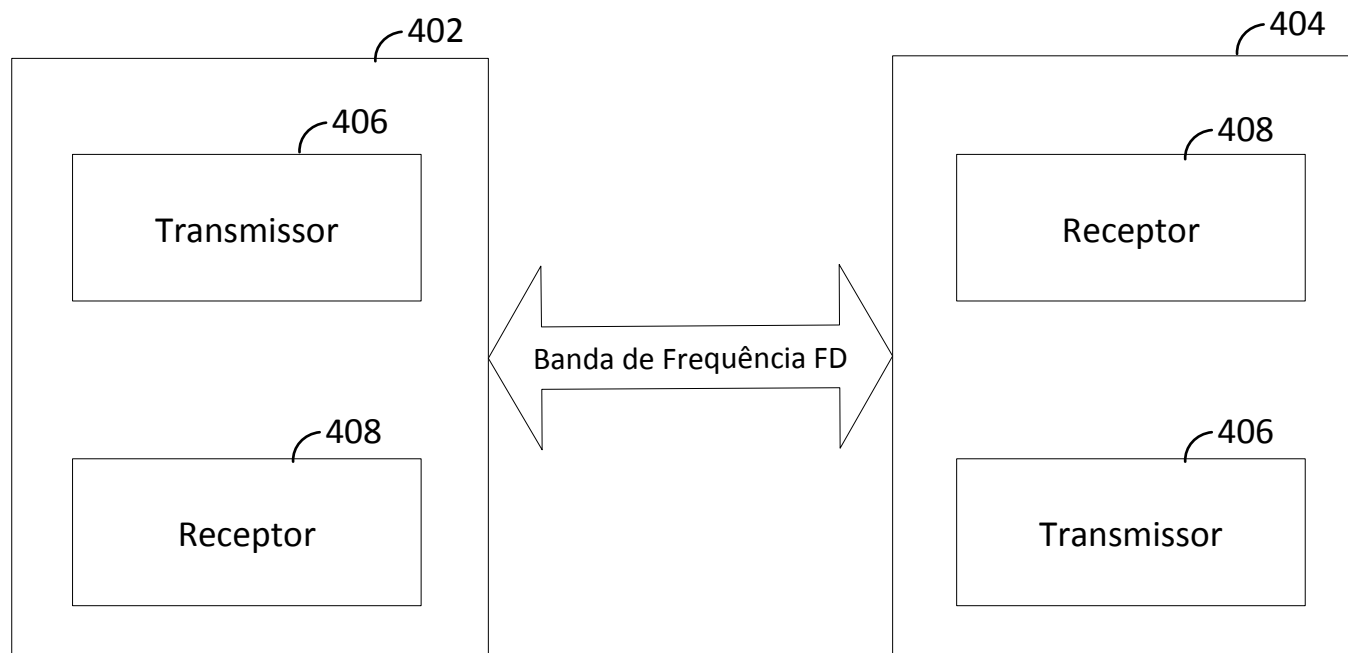 402
404
406
408
Transmissor
Receptor
Banda de Frequência FD
408
406
Receptor
Transmissor